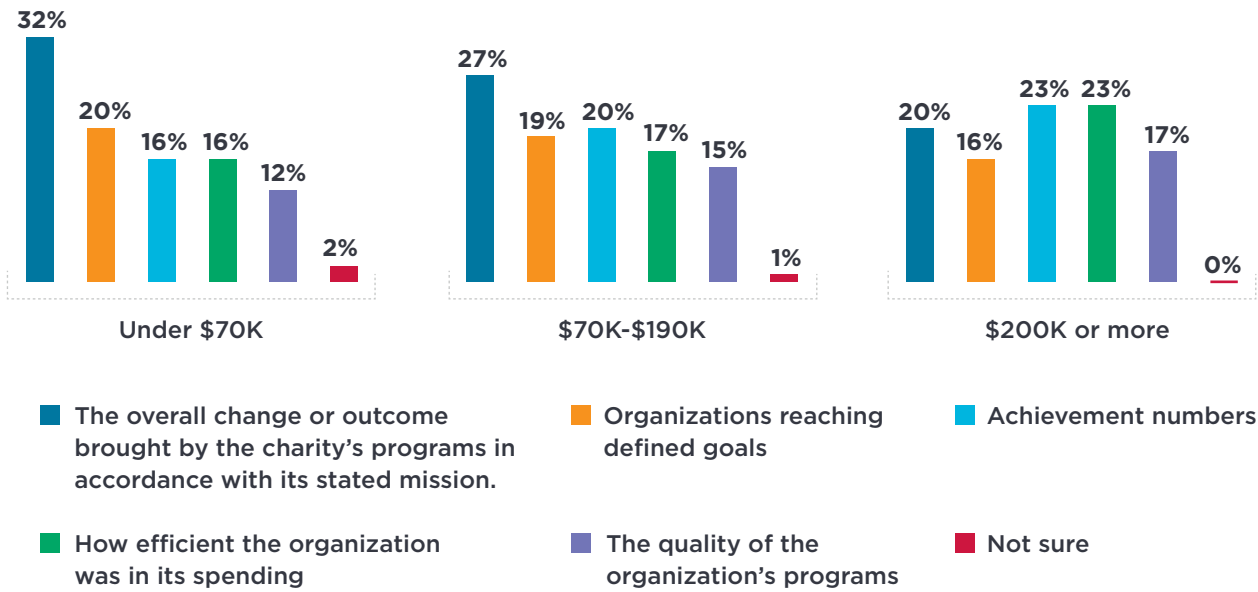 32%
20%
16%
16%
12%
2%
27%
19%
20%
17%
15%
1%
20%
16%
23%
23%
17%
0%
Under $70K
$70K-$190K
$200K or more
The overall change or outcome
brought by the charity’s programs in
accordance with its stated mission.
Organizations reaching
defined goals
Achievement numbers
How efficient the organization
was in its spending
The quality of the
organization’s programs
Not sure